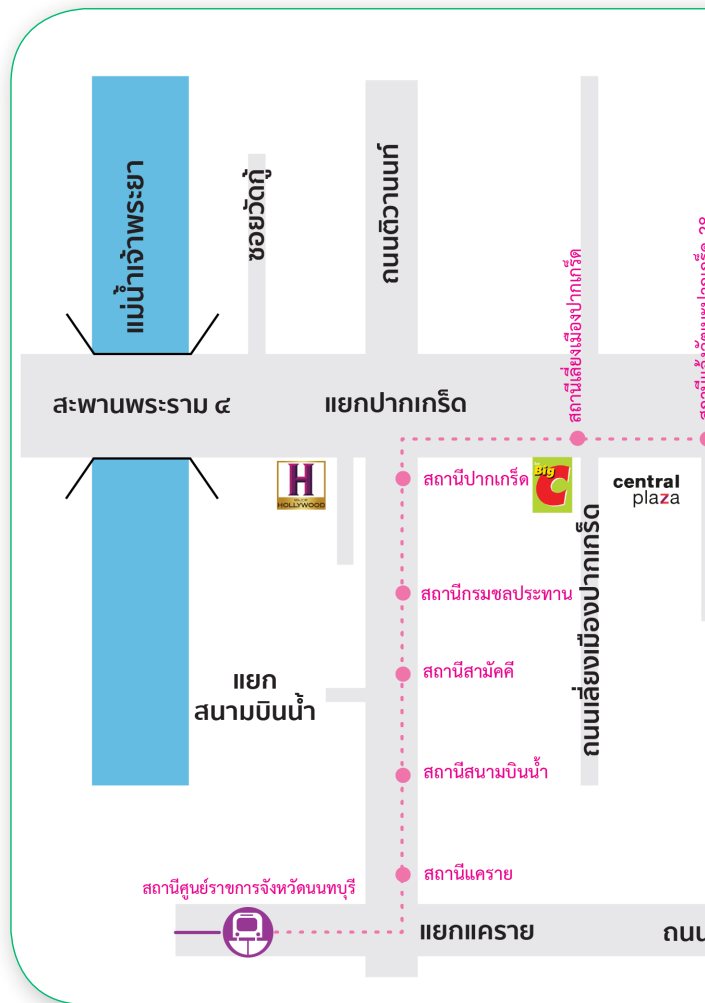 แม่น้ำเจ้าพระยา
ซอยวัดบู่
ถนนติวานนท์
สถานีเลี่ยงเมืองปากเกร็ด
สะพานพระราม ๔
แยกปากเกร็ด
H
HOLLYWOOD
สถานีปากเกร็ด
Big
C
central
plaza
สถานีกรมชลประทาน
ถนนเลี่ยงเมืองปากเกร็ด
สถานีสามัคคี
แยก
สนามบินน้ำ
สถานีสนามบินน้ำ
สถานีแคราย
สถานีศูนย์ราชการจังหวัดนนทบุรี
แยกแคราย
ถนน